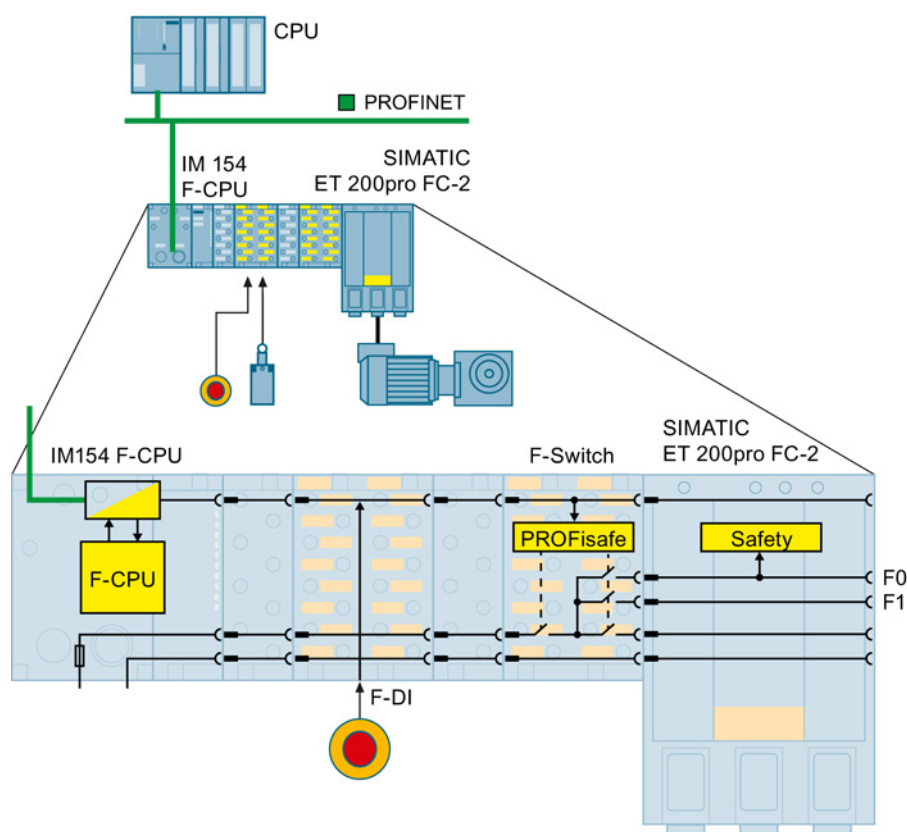 CPU
PROFINET
IM 154
F-CPU
SIMATIC
ET 200pro FC-2
IM154 F-CPU
F-Switch
SIMATIC
ET 200pro FC-2
PROFisafe
Safety
F-CPU
F0
F1
F-DI